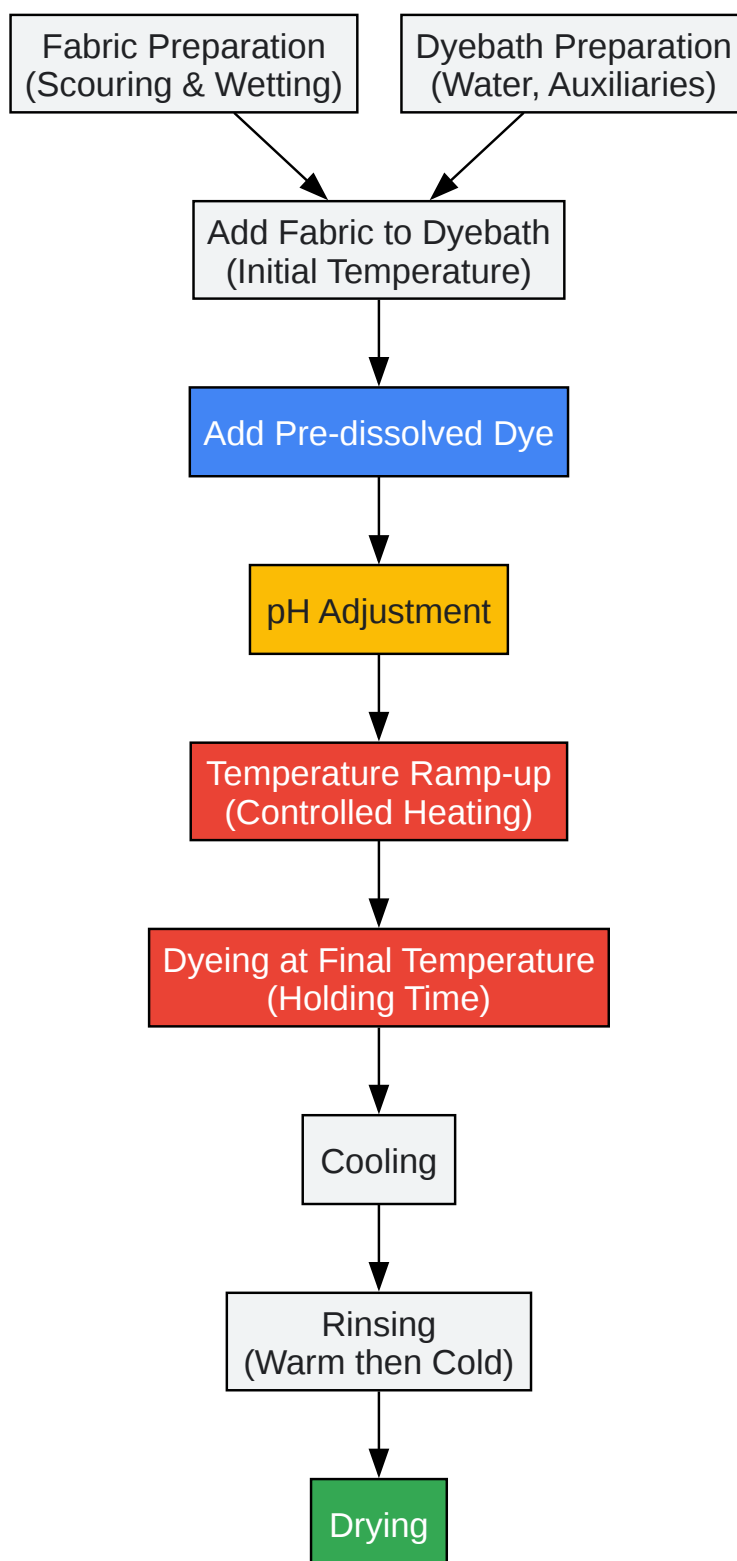 Fabric Preparation
(Scouring & Wetting)
Dyebath Preparation
(Water, Auxiliaries)
Add Fabric to Dyebath
(Initial Temperature)
Add Pre-dissolved Dye
pH Adjustment
Temperature Ramp-up
(Controlled Heating)
Dyeing at Final Temperature
(Holding Time)
Cooling
Rinsing
(Warm then Cold)
Drying